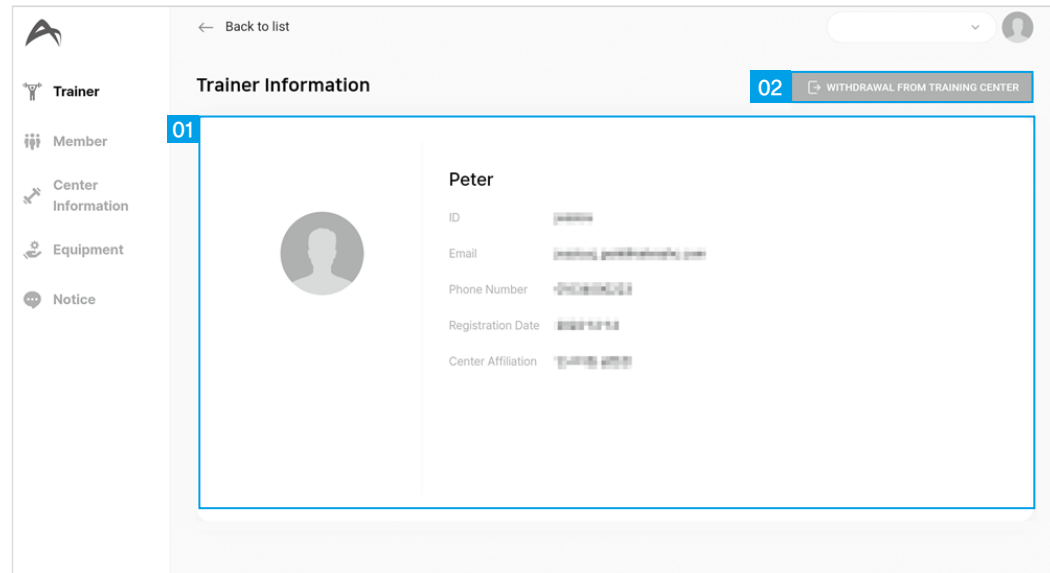 Back to list
Trainer
Trainer Information
02
WITHDRAWAL FROM TRAINING CENTER
01
Member
Center
Information
Equipment
Notice
Peter
ID
Email
Phone Number
Registration Date
Center Affiliation